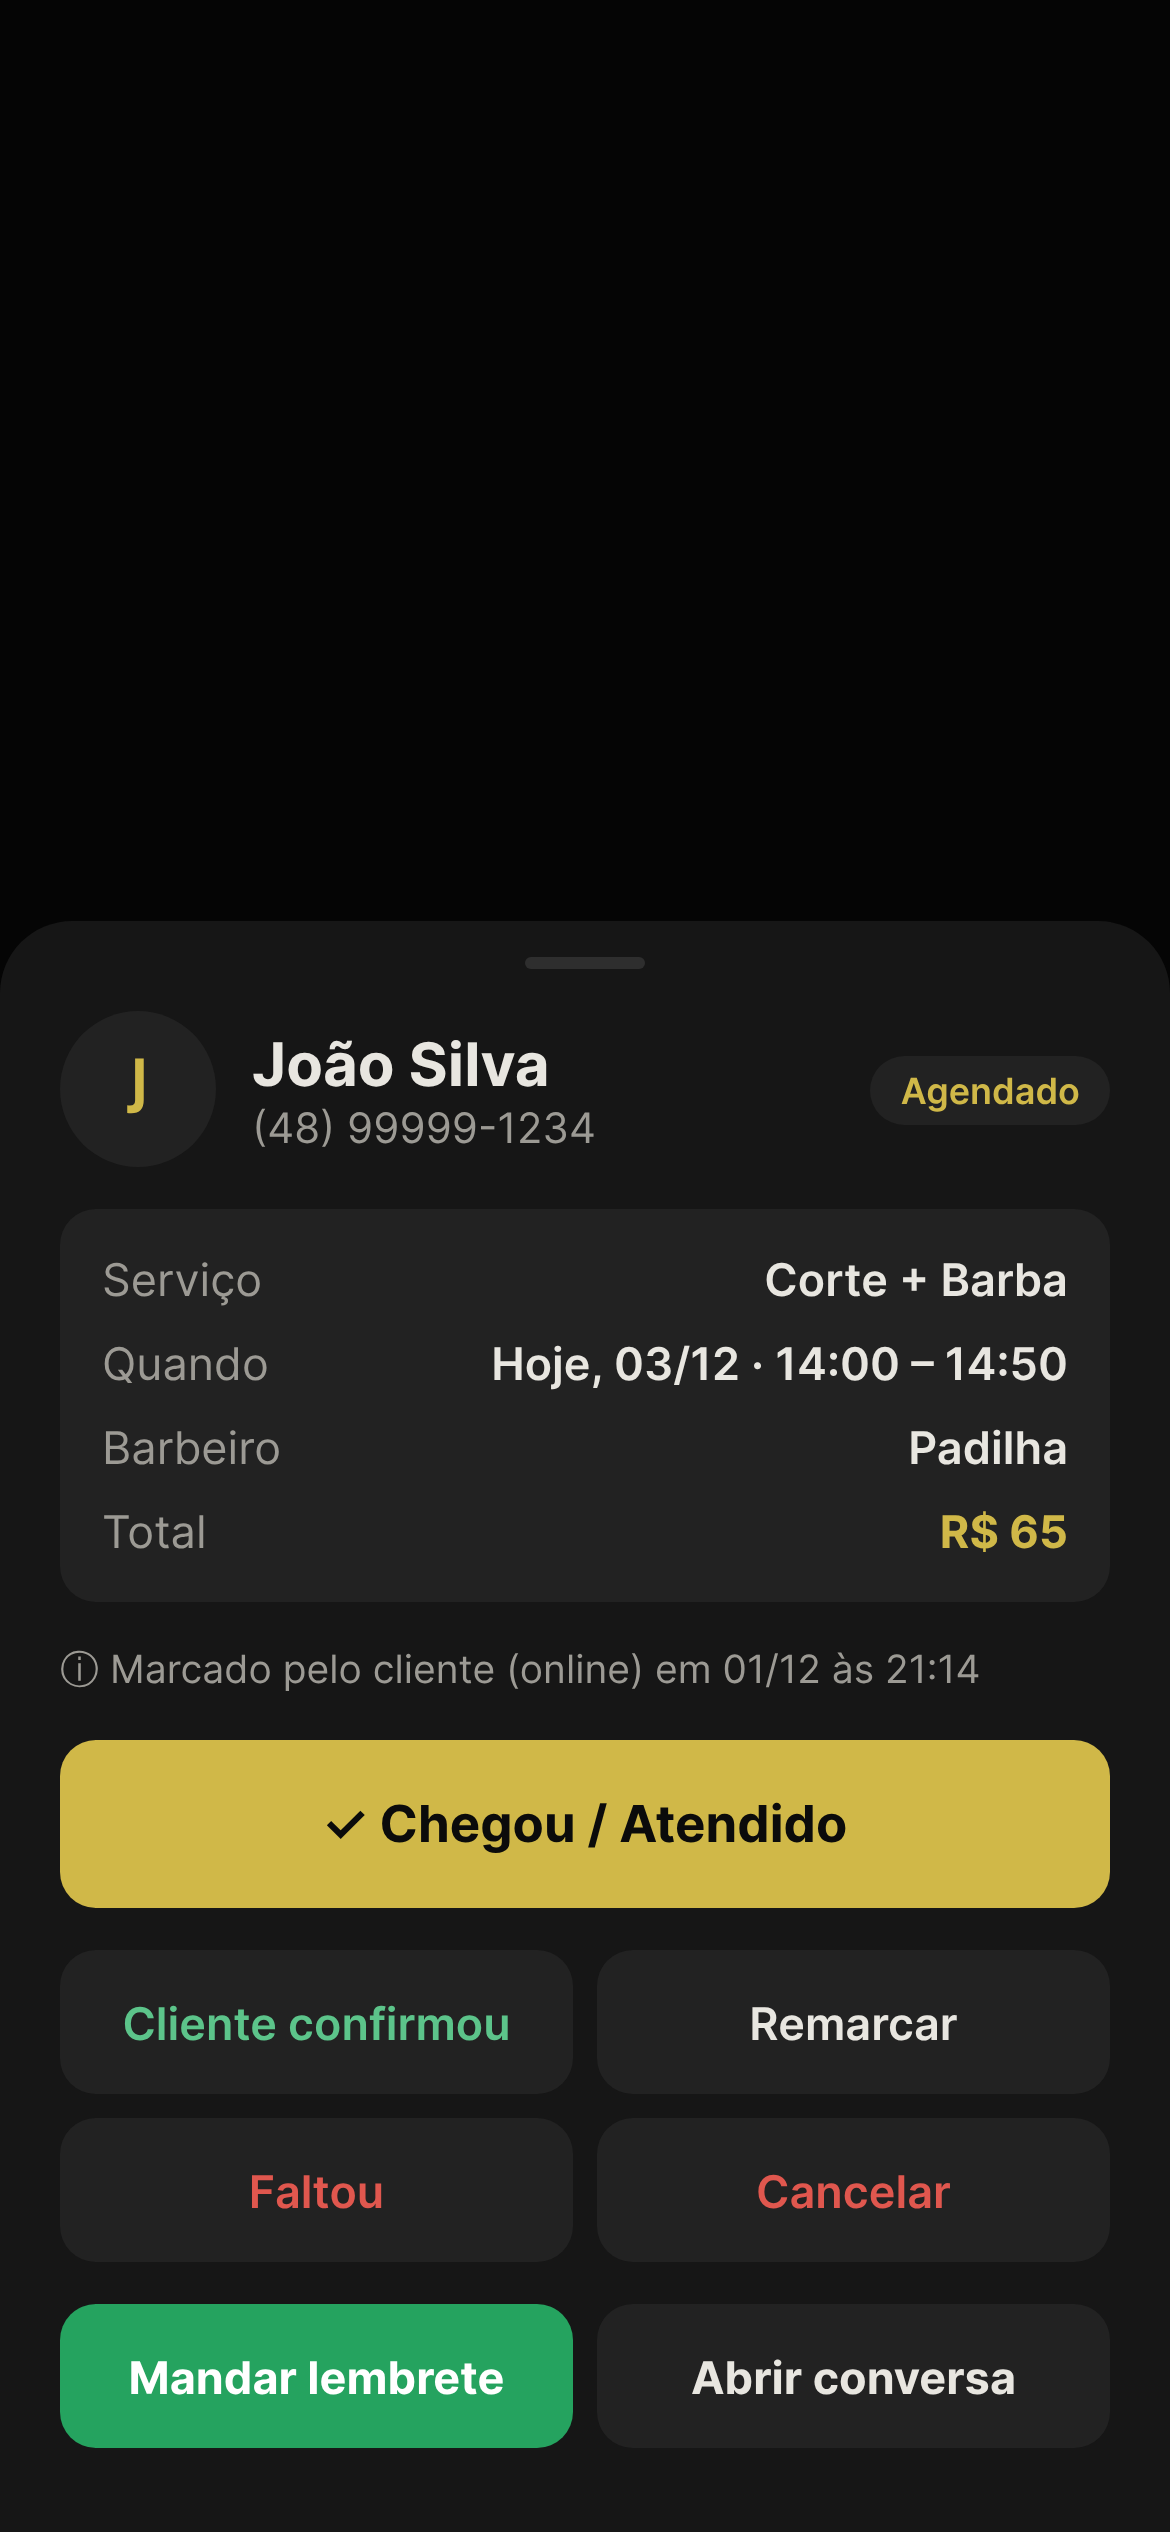 J
João Silva
(48) 99999-1234
Agendado
Serviço Corte + Barba
Quando Hoje, 03/12 · 14:00 – 14:50
Barbeiro Padilha
Total R$ 65
ⓘ Marcado pelo cliente (online) em 01/12 às 21:14
✓ Chegou / Atendido
Cliente confirmou Remarcar
Faltou Cancelar
Mandar lembrete Abrir conversa